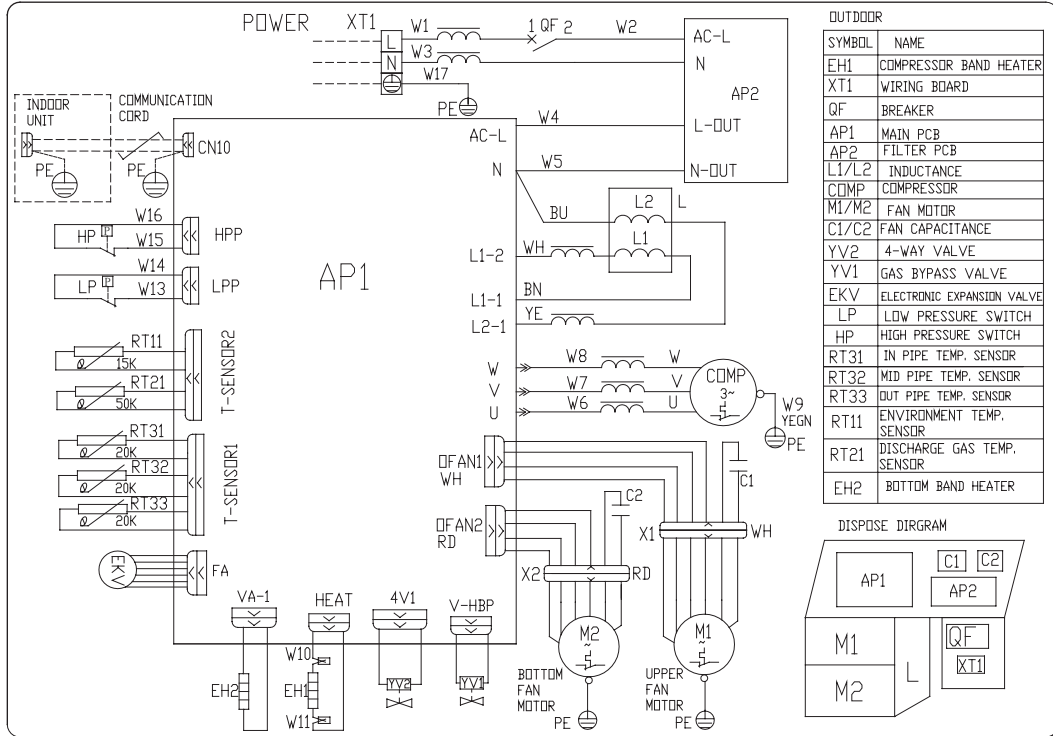 POWER
XT1
L
N
W1
W3
W17
PE
1 QF 2
W2
AC-L
N
AP2
L-OUT
N-OUT
INDOOR
UNIT
COMMUNICATION
CORD
PE
PE
CN10
AC-L
N
W4
W5
W16
HP
P
W15
HPP
W14
LP
P
W13
LPP
AP1
BU
L2
L
L1
L1-2
WH
L1-1
BN
L2-1
YE
RT11
15K
RT21
50K
T-SENSOR2
W
V
U
W8
W7
W6
W
V
U
COMP
3~
W9
YEGN
PE
RT31
20K
RT32
20K
RT33
20K
T-SENSOR1
OFAN1
WH
C1
C2
OFAN2
RD
X1
WH
X2
RD
EKV
FA
VA-1
HEAT
4V1
V-HBP
W10
EH2
EH1
W11
YV2
YV1
M2
~
M1
~
BOTTOM
FAN
MOTOR
PE
UPPER
FAN
MOTOR
PE
OUTDOOR
SYMBOL NAME
EH1 COMPRESSOR BAND HEATER
XT1 WIRING BOARD
QF BREAKER
AP1 MAIN PCB
AP2 FILTER PCB
L1/L2 INDUCTANCE
COMP COMPRESSOR
M1/M2 FAN MOTOR
C1/C2 FAN CAPACITANCE
YV2 4-WAY VALVE
YV1 GAS BYPASS VALVE
EKV ELECTRONIC EXPANSION VALVE
LP LOW PRESSURE SWITCH
HP HIGH PRESSURE SWITCH
RT31 IN PIPE TEMP. SENSOR
RT32 MID PIPE TEMP. SENSOR
RT33 OUT PIPE TEMP. SENSOR
RT11 ENVIRONMENT TEMP.
SENSOR
RT21 DISCHARGE GAS TEMP.
SENSOR
EH2 BOTTOM BAND HEATER
DISPOSE DIRGRAM
AP1
C1
C2
AP2
M1
M2
L
QF
XT1